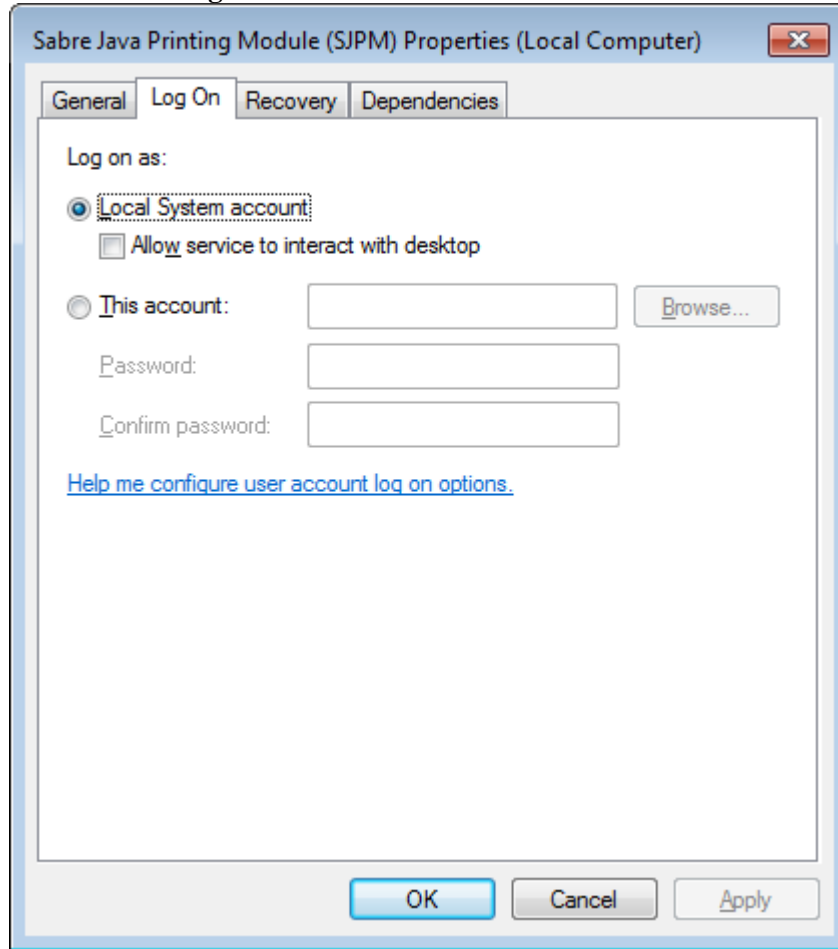 Sabre Java Printing Module (SJPM) Properties (Local Computer)
General Log On Recovery Dependencies
Log on as:
Local System account
Allow service to interact with desktop
This account:
Browse...
Password:
Confirm password:
Help me configure user account log on options.
OK Cancel Apply